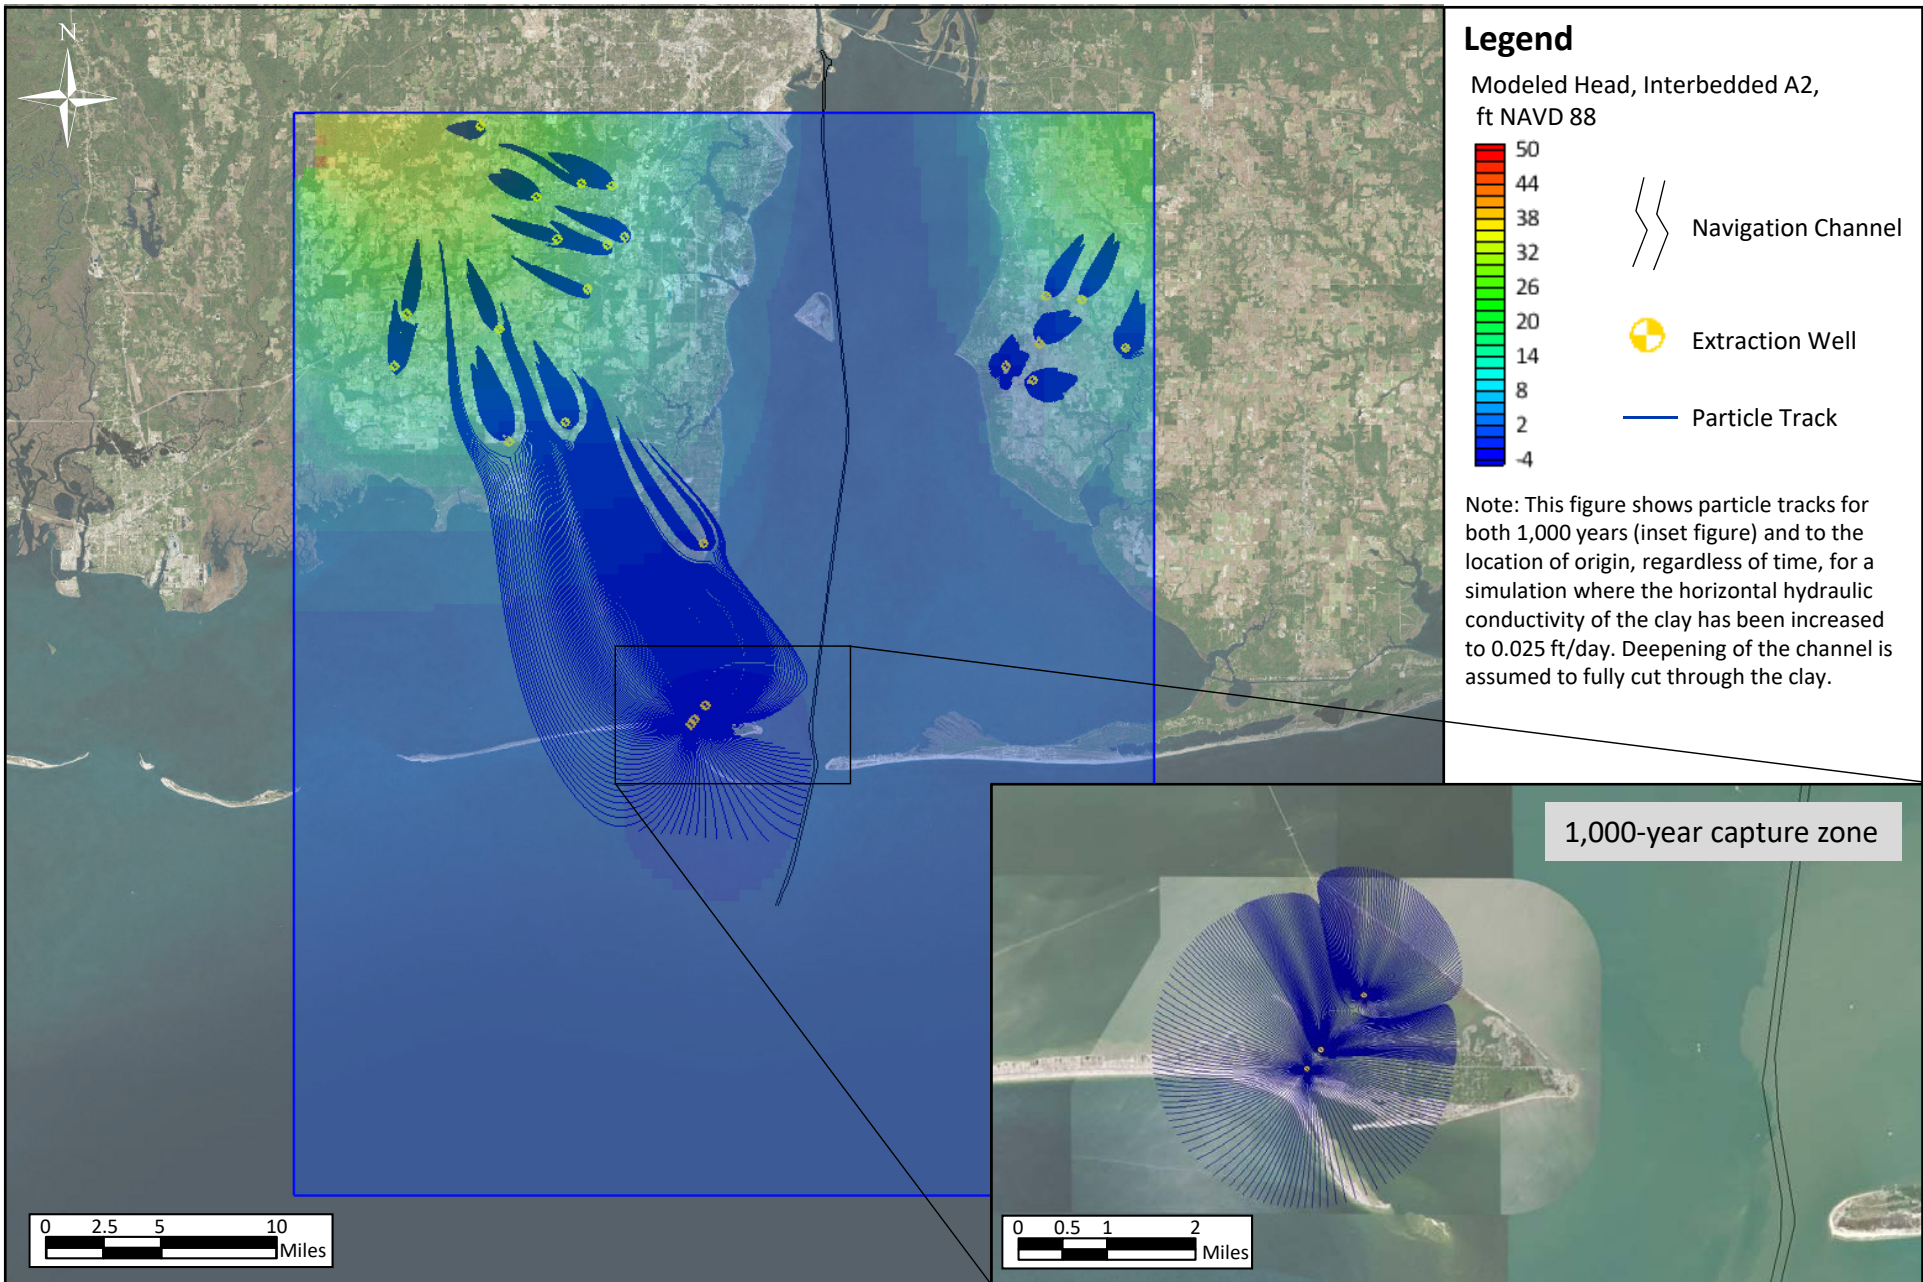 N
Legend
Modeled Head, Interbedded A2,
ft NAVD 88
50
44
38
32
26
20
14
8
2
-4
Navigation Channel
Extraction Well
Particle Track
Note: This figure shows particle tracks for
both 1,000 years (inset figure) and to the
location of origin, regardless of time, for a
simulation where the horizontal hydraulic
conductivity of the clay has been increased
to 0.025 ft/day. Deepening of the channel is
assumed to fully cut through the clay.
1,000-year capture zone
0 2.5 5 10
Miles
0 0.5 1 2
Miles